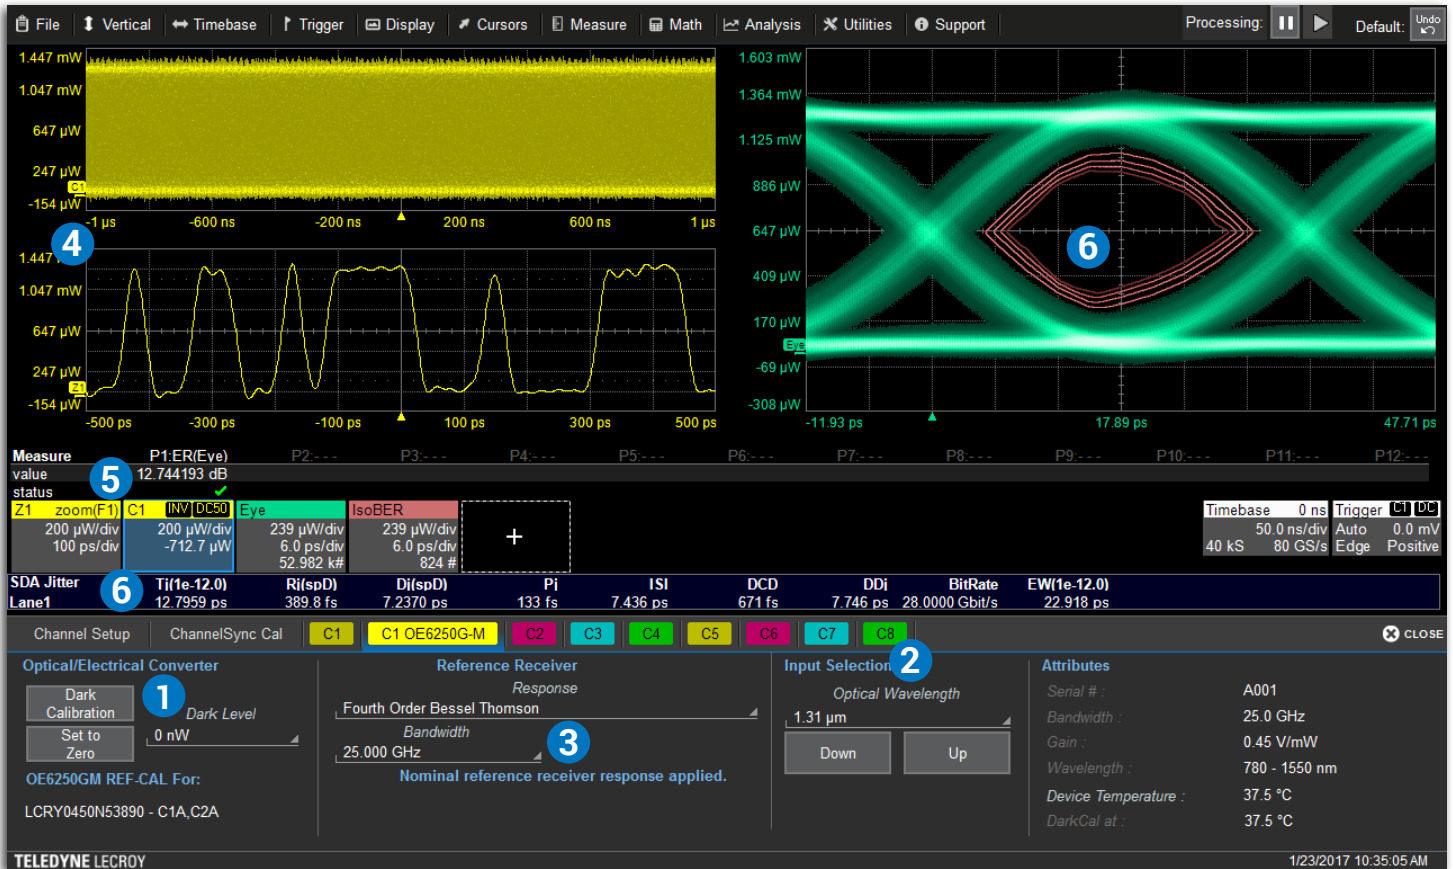 File Vertical Timebase Trigger Display Cursors Measure Math Analysis Utilities Support Processing: Default: Undo
1.447 mW
1.047 mW
647 µW
247 µW
C1
-154 µW
-1 µs -600 ns -200 ns 200 ns 600 ns 1 µs
4
1.447
1.047 mW
647 µW
247 µW
Z1
-154 µW
-500 ps -300 ps -100 ps 100 ps 300 ps 500 ps
1.603 mW
1.364 mW
1.125 mW
886 µW
647 µW
6
409 µW
170 µW
Eye
-69 µW
-308 µW
-11.93 ps 17.89 ps 47.71 ps
Measure P1:ER(Eye) P2:- - - P3:- - - P4:- - - P5:- - - P6:- - - P7:- - - P8:- - - P9:- - - P10:- - - P11:- - - P12:- - -
value 12.744193 dB
5
status
Z1 zoom(F1) C1 INV DC50 Eye IsoBER Timebase 0 ns Trigger C1 DC
200 µW/div 200 µW/div 239 µW/div 239 µW/div + 50.0 ns/div Auto 0.0 mV
100 ps/div -712.7 µW 6.0 ps/div 6.0 ps/div 40 kS 80 GS/s Edge Positive
52.982 k# 824 #
SDA Jitter Tj(1e-12.0) Rj(spD) Dj(spD) Pj ISI DCD DDj BitRate EW(1e-12.0)
6
Lane1 12.7959 ps 389.8 fs 7.2370 ps 133 fs 7.436 ps 671 fs 7.746 ps 28.0000 Gbit/s 22.918 ps
Channel Setup ChannelSync Cal C1 C1 OE6250G-M C2 C3 C4 C5 C6 C7 C8 CLOSE
Optical/Electrical Converter
Dark Calibration
1
Dark Level
Set to Zero
0 nW
OE6250GM REF-CAL For:
LCRY0450N53890 - C1A,C2A
Reference Receiver
Response
Fourth Order Bessel Thomson
Bandwidth
25.000 GHz
3
Nominal reference receiver response applied.
Input Selection
2
Optical Wavelength
1.31 µm
Down Up
Attributes
Serial # : A001
Bandwidth : 25.0 GHz
Gain : 0.45 V/mW
Wavelength : 780 - 1550 nm
Device Temperature : 37.5 °C
DarkCal at : 37.5 °C
TELEDYNE LECROY 1/23/2017 10:35:05 AM